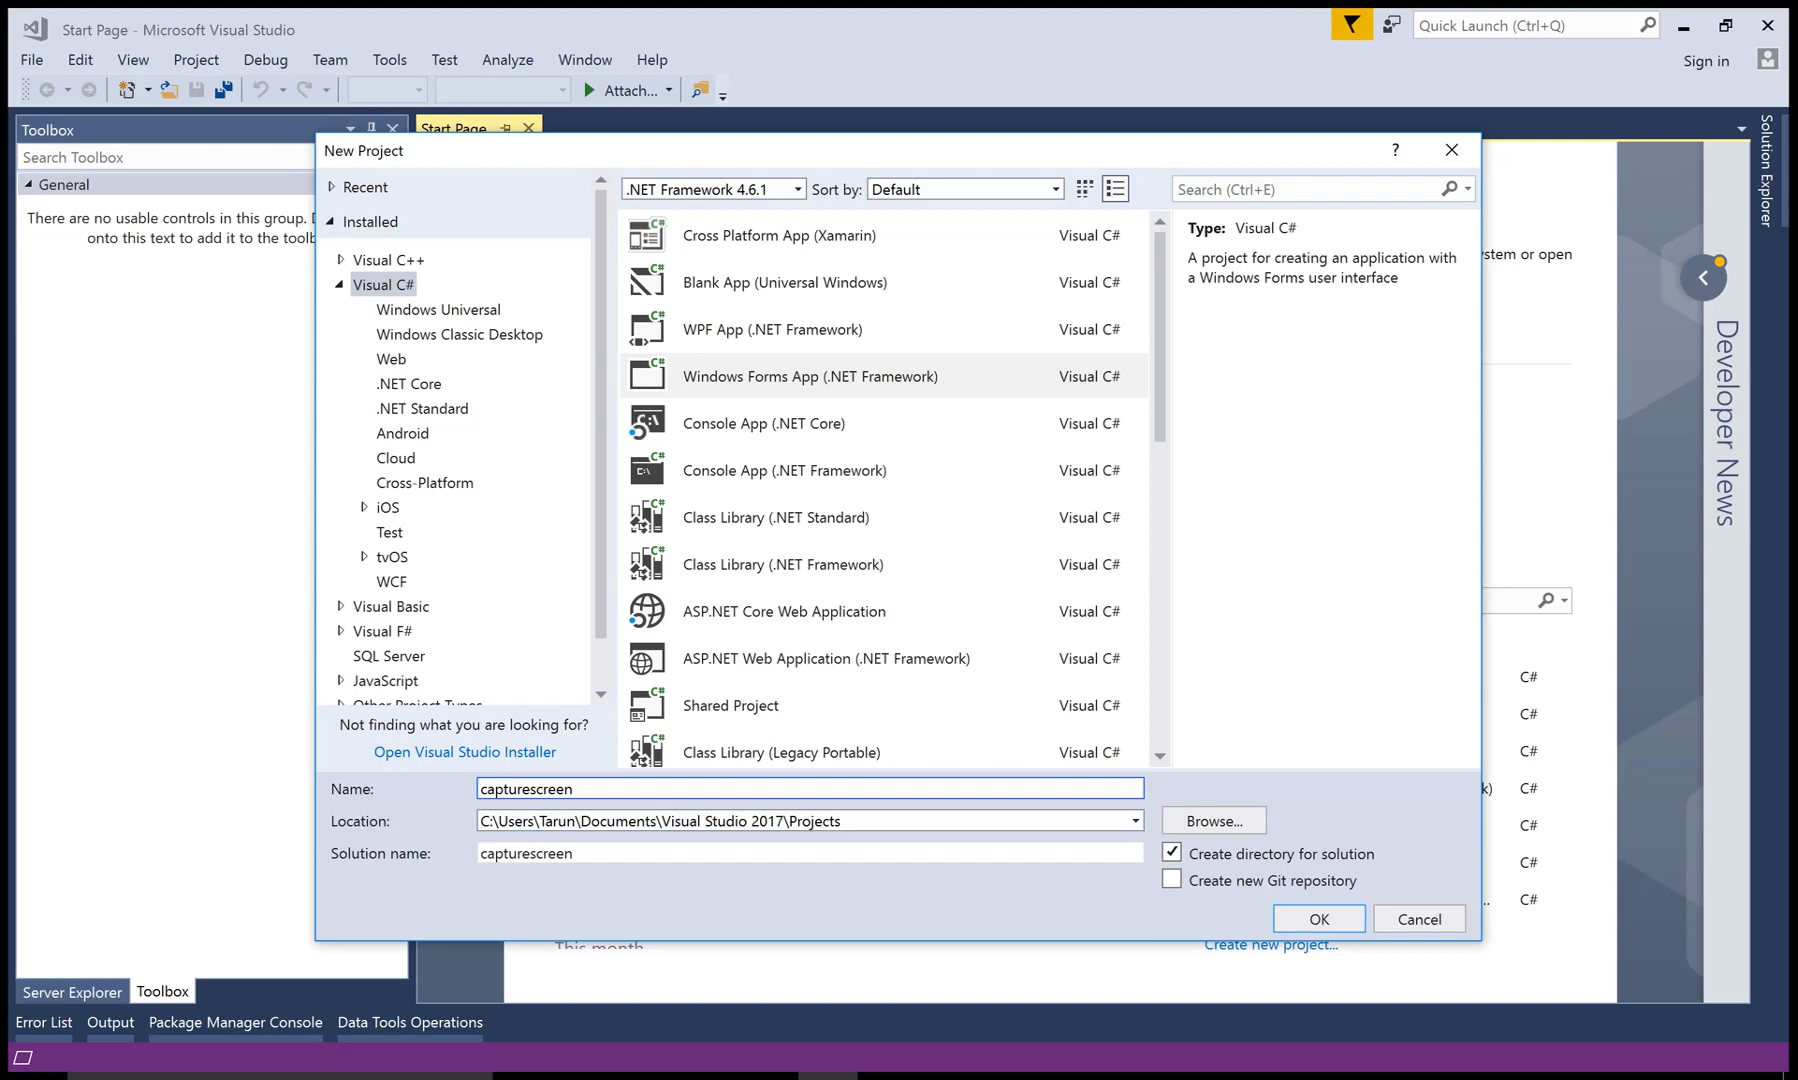 Start Page - Microsoft Visual Studio
Quick Launch (Ctrl+Q)
File Edit View Project Debug Team Tools Test Analyze Window Help
Sign in
Attach...
Toolbox
Start Page
Search Toolbox
General
There are no usable controls in this group.
onto this text to add it to the
New Project
?
Recent
Installed
Visual C++
Visual C#
Windows Universal
Windows Classic Desktop
Web
.NET Core
.NET Standard
Android
Cloud
Cross-Platform
iOS
Test
tvOS
WCF
Visual Basic
Visual F#
SQL Server
JavaScript
Other Project Types
Not finding what you are looking for?
Open Visual Studio Installer
.NET Framework 4.6.1 Sort by: Default
Search (Ctrl+E)
Cross Platform App (Xamarin) Visual C#
Blank App (Universal Windows) Visual C#
WPF App (.NET Framework) Visual C#
Windows Forms App (.NET Framework) Visual C#
Console App (.NET Core) Visual C#
Console App (.NET Framework) Visual C#
Class Library (.NET Standard) Visual C#
Class Library (.NET Framework) Visual C#
ASP.NET Core Web Application Visual C#
ASP.NET Web Application (.NET Framework) Visual C#
Shared Project Visual C#
Class Library (Legacy Portable) Visual C#
Type: Visual C#
A project for creating an application with
a Windows Forms user interface
Name: capturescreen
Location: C:\Users\Tarun\Documents\Visual Studio 2017\Projects
Browse...
Solution name: capturescreen
Create directory for solution
Create new Git repository
OK Cancel
or open
C#
C#
C#
C#
C#
C#
C#
This month
Create new project...
Solution Explorer
Developer News
Server Explorer Toolbox
Error List Output Package Manager Console Data Tools Operations